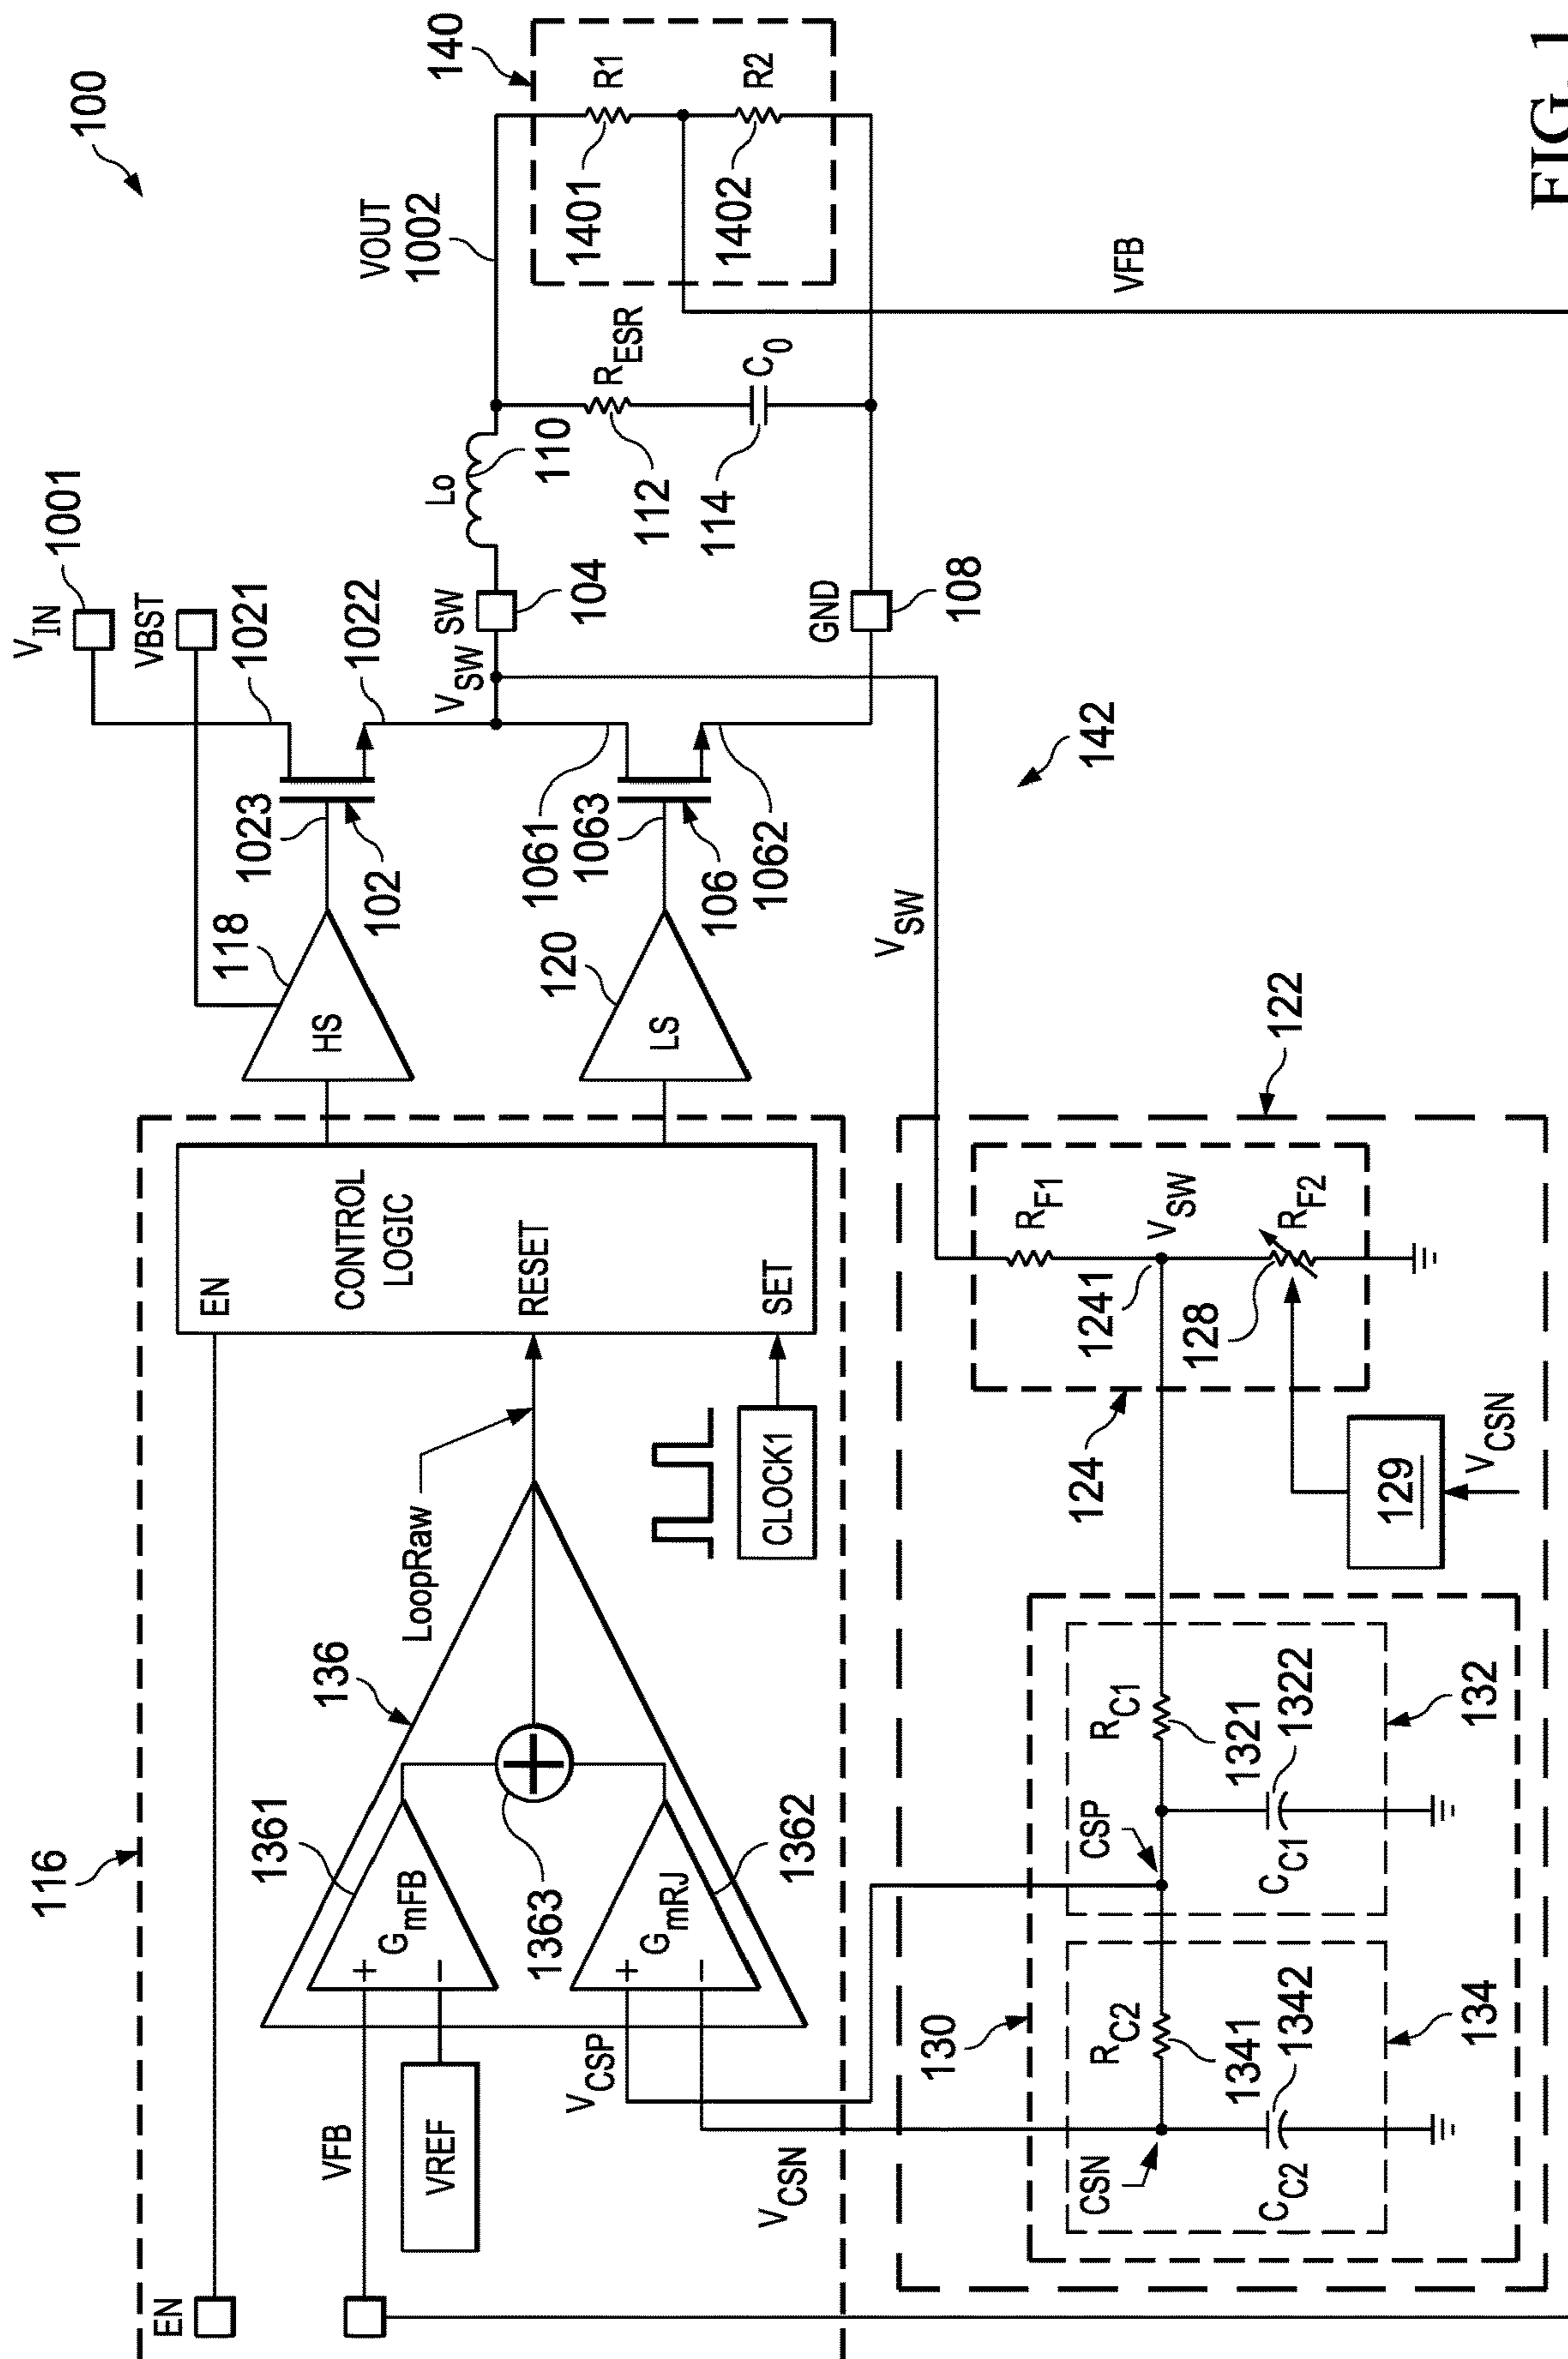 100
140
VOUT
1002
R1
1401
R2
1402
VFB
FIG. 1
V_IN
1001
VBST
1021
1022
1023
102
118
HS
V_SW
SW
104
Lo
110
R_ESR
112
C_0
114
GND
108
1061
1063
106
1062
120
LS
142
V_SW
122
116
EN
EN
CONTROL
LOGIC
RESET
SET
LoopRaw
CLOCK1
136
1361
G_mFB
+
−
1363
G_mRJ
+
−
1362
VFB
VREF
V_CSP
V_CSN
R_F1
V_SW
1241
R_F2
128
124
129
V_CSN
130
R_C1
1321
1322
132
CSP
C_C1
R_C2
1341
1342
134
CSN
C_C2